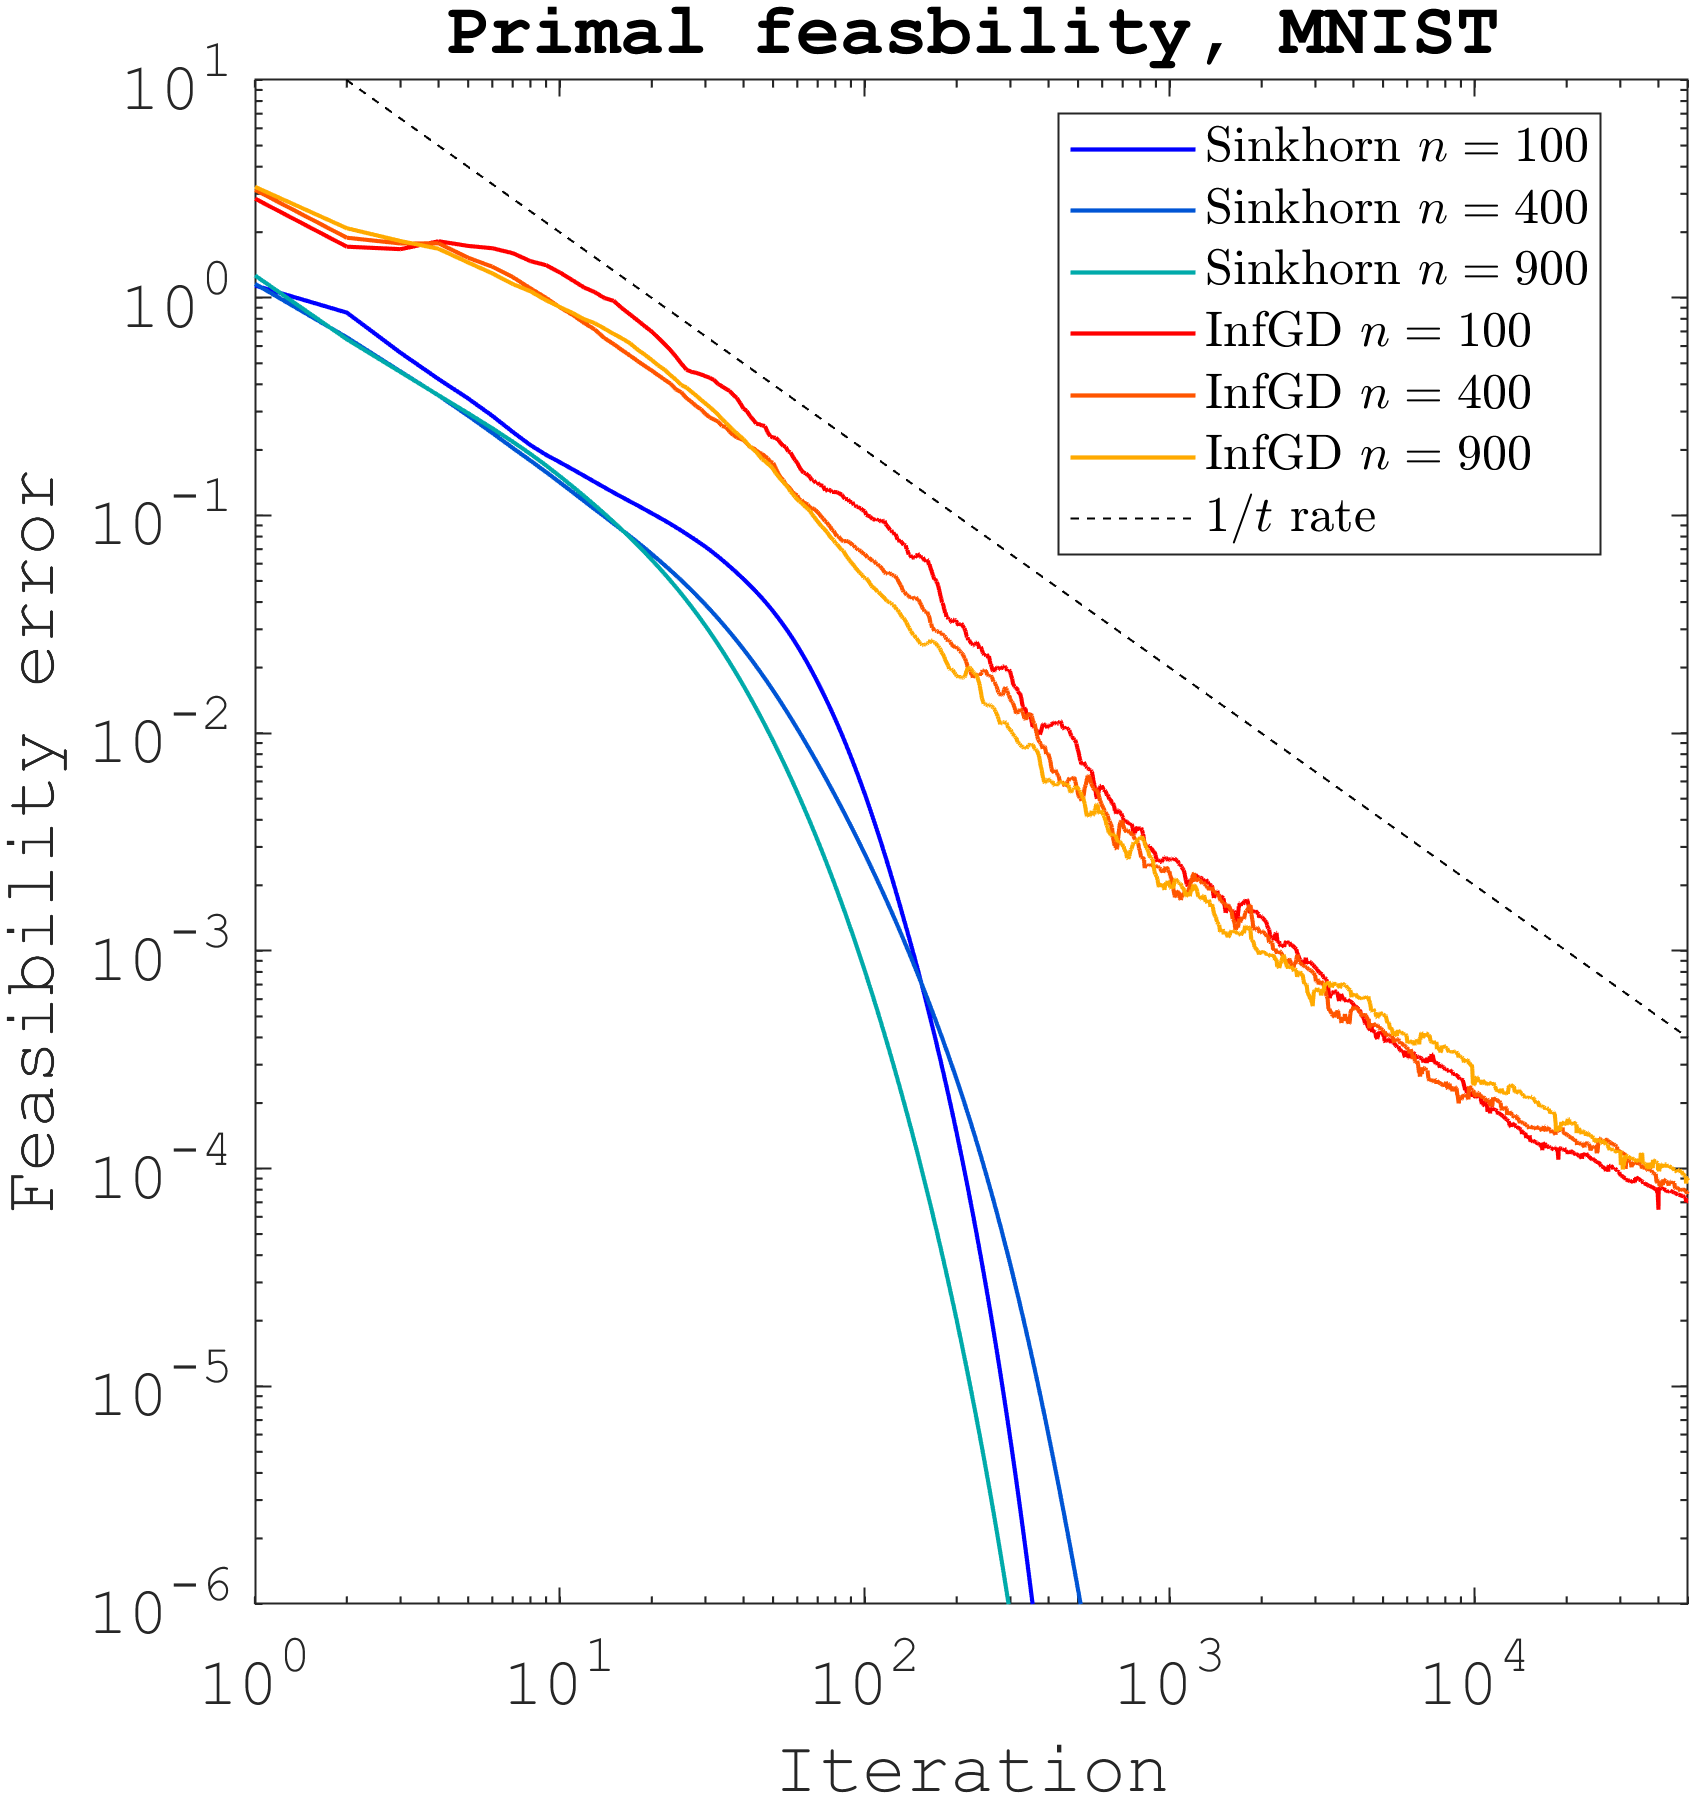 Primal feasbility, MNIST
10^1
10^0
10^-1
10^-2
10^-3
10^-4
10^-5
10^-6
Feasibility error
Sinkhorn n = 100
Sinkhorn n = 400
Sinkhorn n = 900
InfGD n = 100
InfGD n = 400
InfGD n = 900
1/t rate
10^0 10^1 10^2 10^3 10^4
Iteration